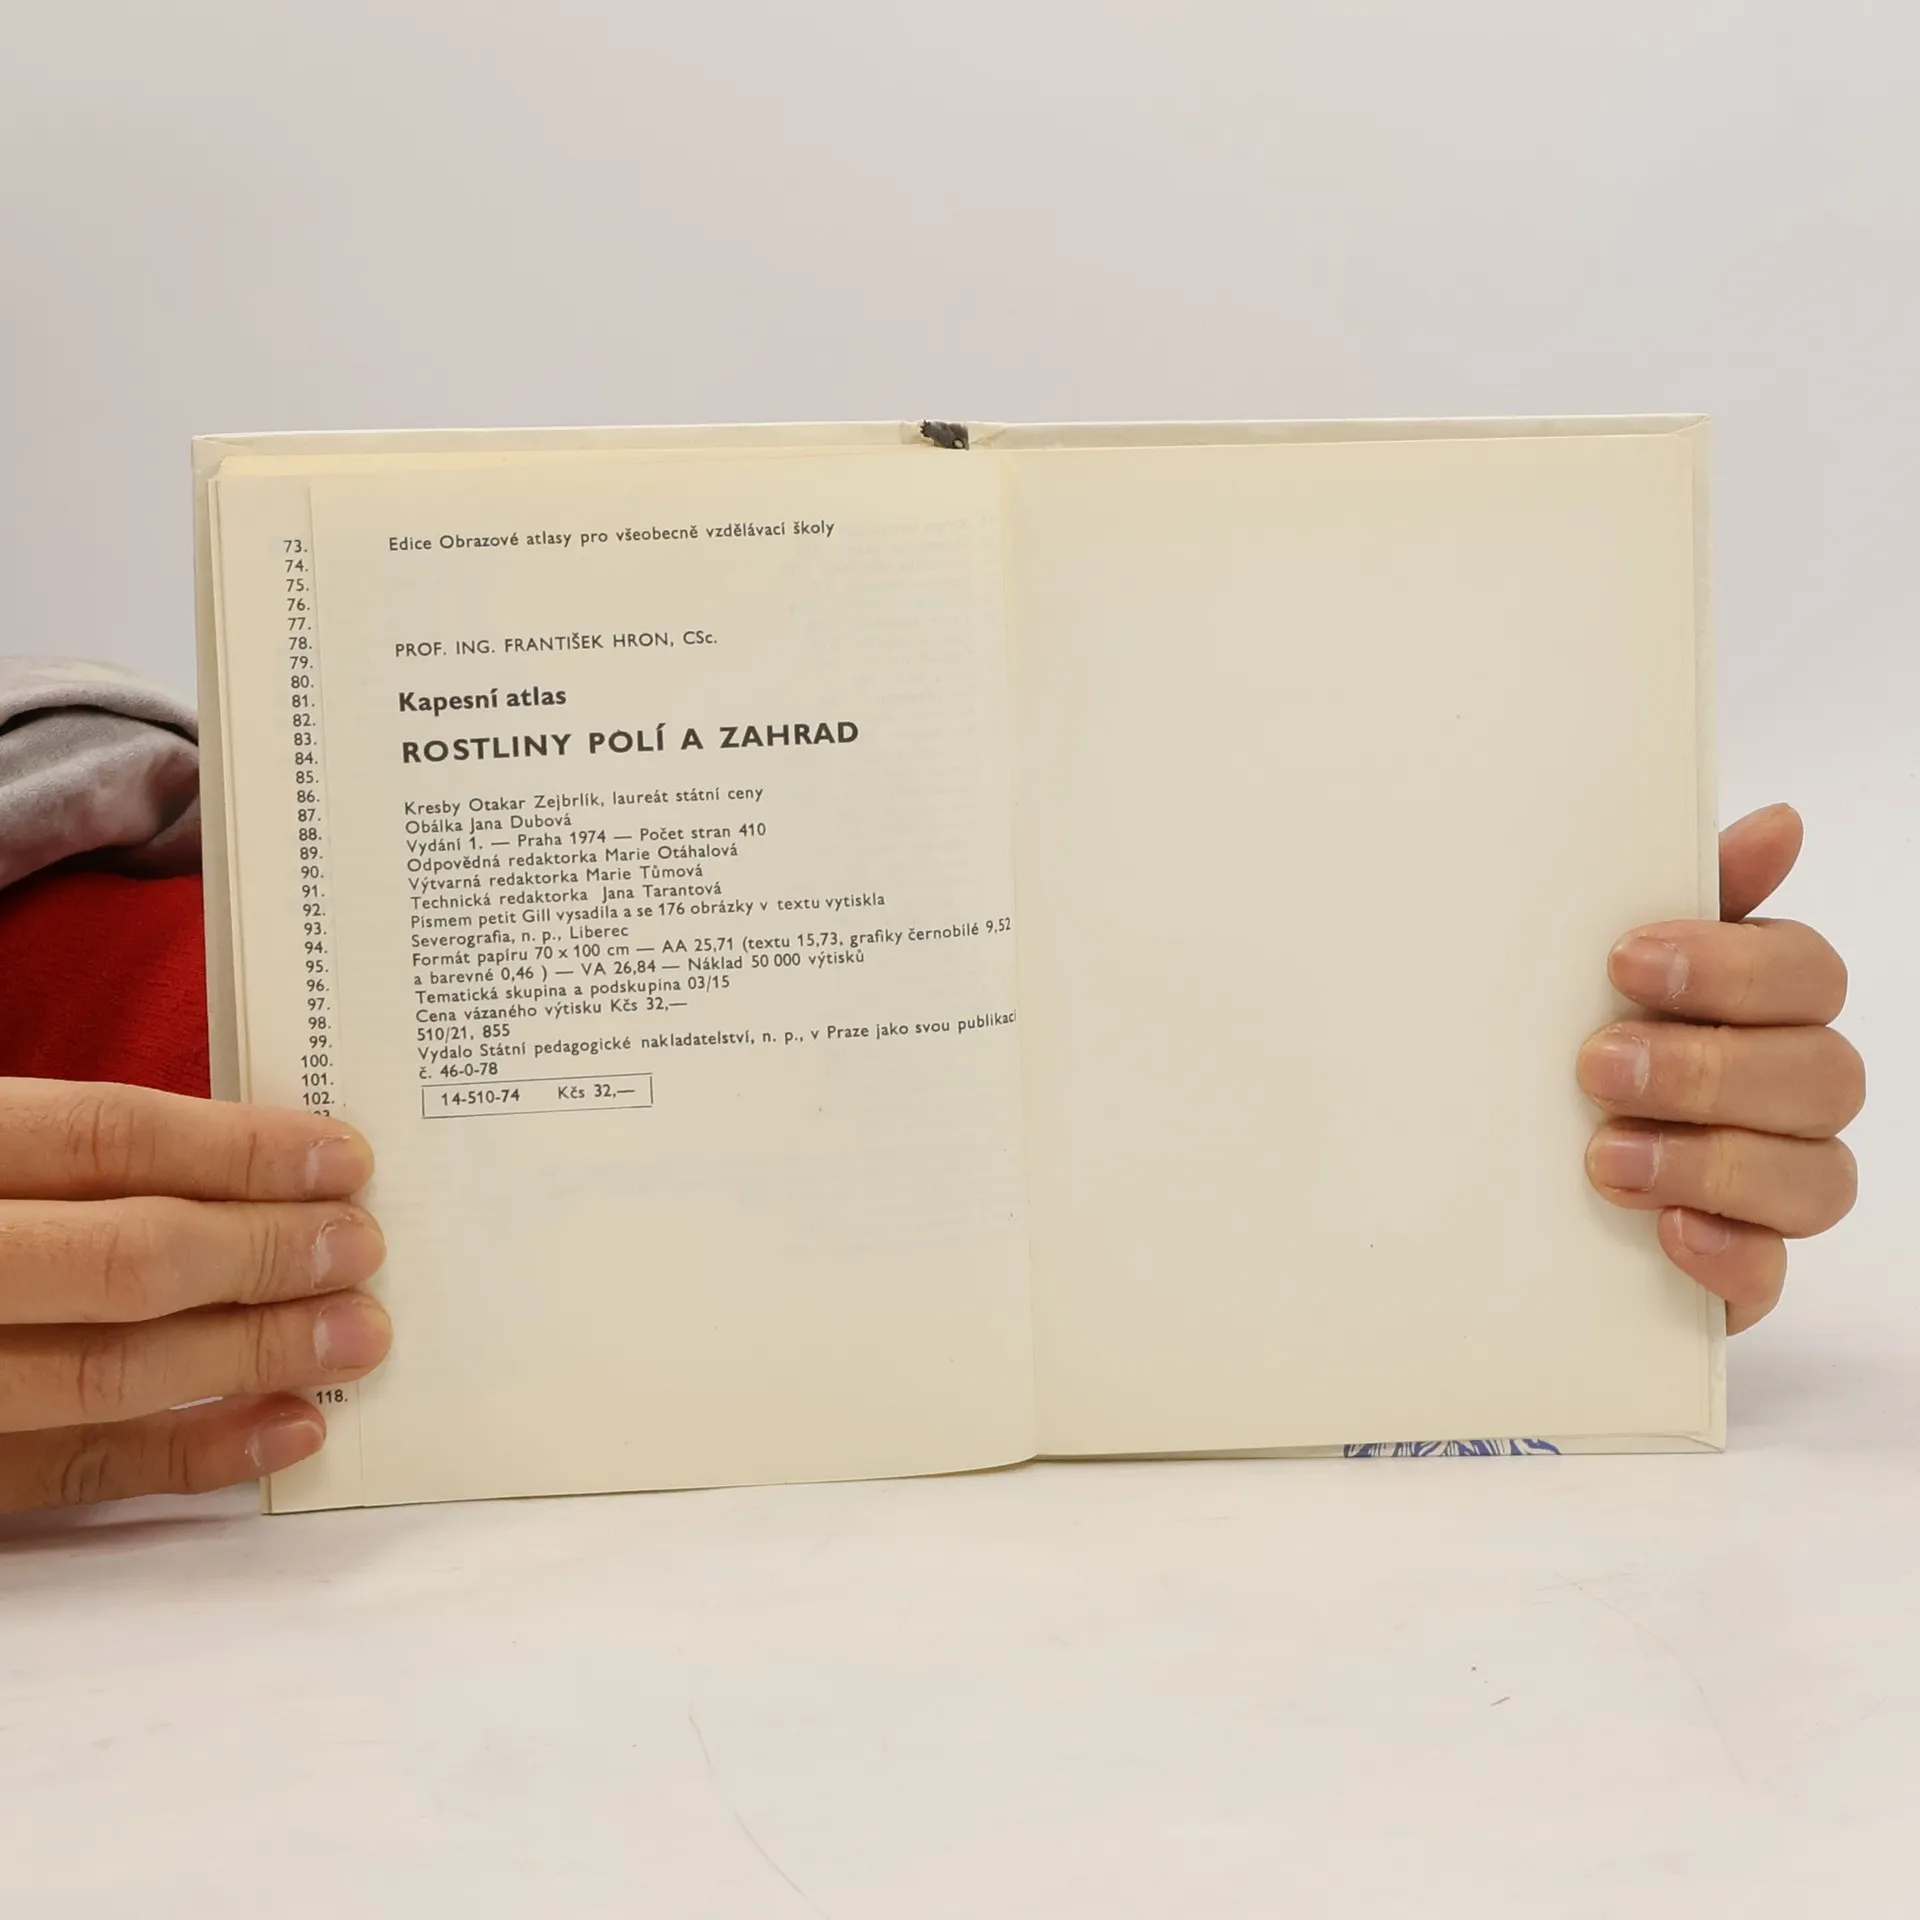 73.
74.
75.
76.
77.
78.
79.
80.
81.
82.
83.
84.
85.
86.
87.
88.
89.
90.
91.
92.
93.
94.
95.
96.
97.
98.
99.
100.
101.
102.
118.
Edice Obrazové atlasy pro všeobecně vzdělávací školy
PROF. ING. FRANTIŠEK HRON, CSc.
Kapesní atlas
ROSTLINY POLÍ A ZAHRAD
Kresby Otakar Zejbrlík, laureát státní ceny
Obálka Jana Dubová
Vydání 1. — Praha 1974 — Počet stran 410
Odpovědná redaktorka Marie Otáhalová
Výtvarná redaktorka Marie Tůmová
Technická redaktorka Jana Tarantová
Písmem petit Gill vysadila a se 176 obrázky v textu vytiskla
Severografia, n. p., Liberec
Formát papíru 70 x 100 cm — AA 25,71 (textu 15,73, grafiky černobílé 9,52
a barevné 0,46 ) — VA 26,84 — Náklad 50 000 výtisků
Tematická skupina a podskupina 03/15
Cena vázaného výtisku Kčs 32,—
510/21, 855
Vydalo Státní pedagogické nakladatelství, n. p., v Praze jako svou publikaci
č. 46-0-78
14-510-74 Kčs 32,—